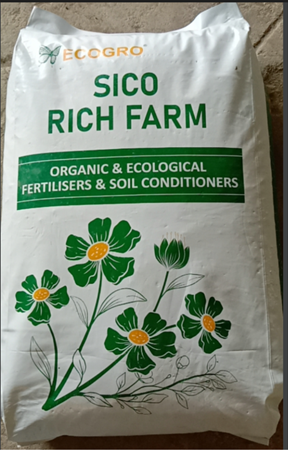 ECOGRO
SICO
RICH FARM
ORGANIC & ECOLOGICAL
FERTILISERS & SOIL CONDITIONERS